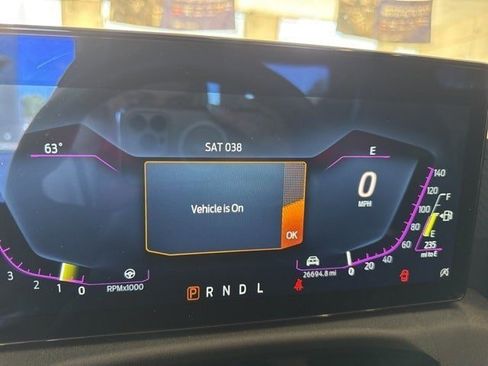 63°
SAT 038
E
Vehicle is On
OK
0
MPH
140
120
100
80
60
40
20
0
F
E
235
mi to E
3
2
1
0
RPMx1000
26694.8 mi
P R N D L